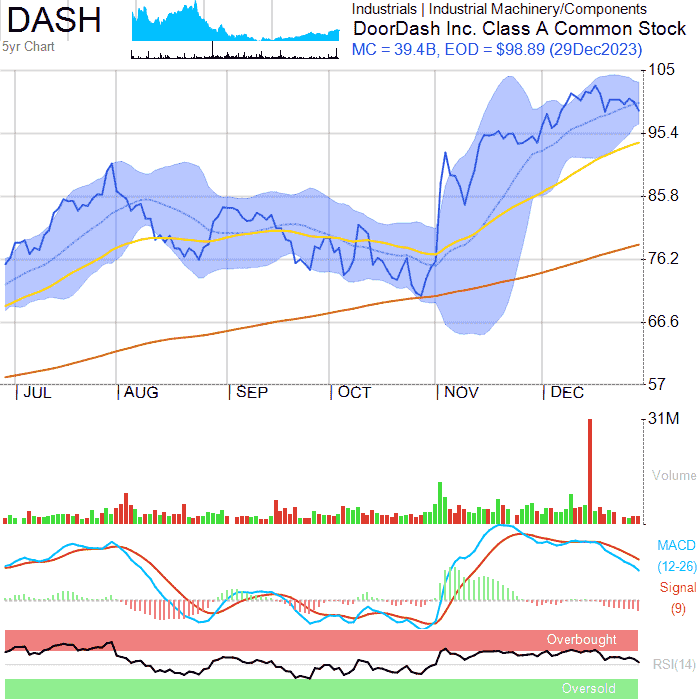 DASH
5yr Chart
Industrials | Industrial Machinery/Components
DoorDash Inc. Class A Common Stock
MC = 39.4B, EOD = $98.89 (29Dec2023)
105
95.4
85.8
76.2
66.6
57
| JUL | AUG | SEP | OCT | NOV | DEC
31M
Volume
MACD
(12-26)
Signal
(9)
Overbought
RSI(14)
Oversold